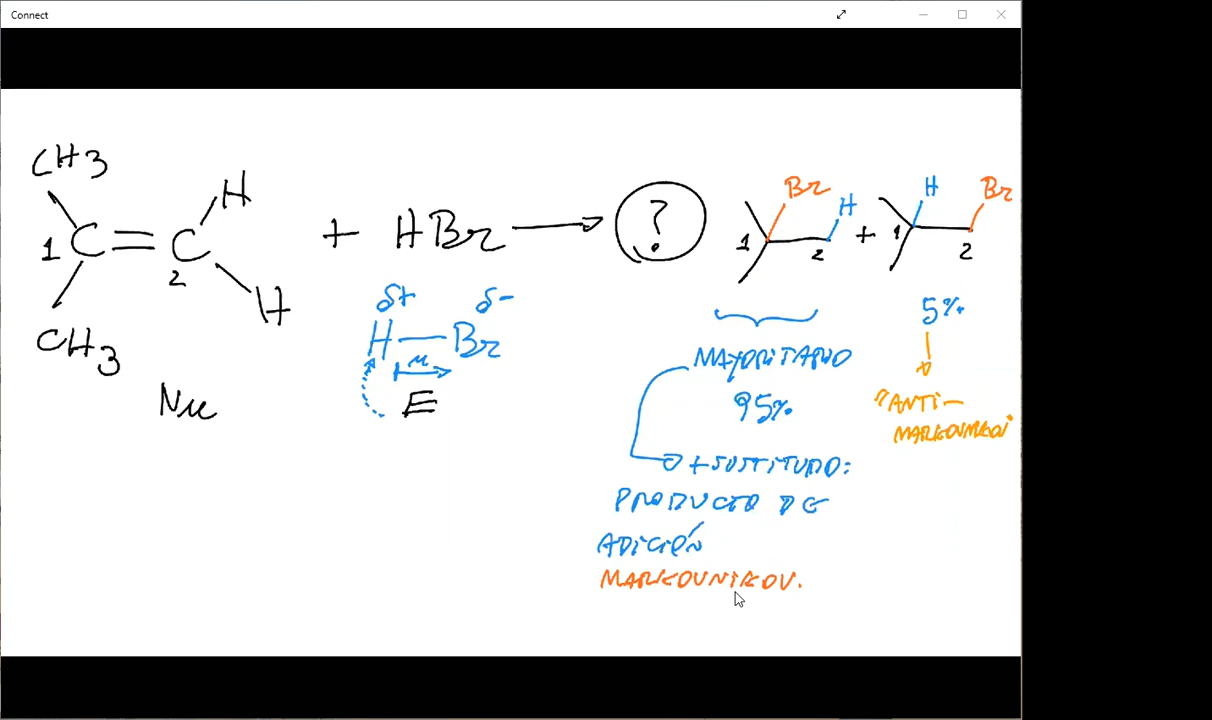 Connect
CH3
H
1 C = C
2
H
CH3
Nu
+ HBr
δ+ δ-
H — Br
μ
E
?
Br
H
1
2
+
H
Br
1
2
MAYORITARIO
95%
5%
"ANTI-
MARKOVNIKOV"
+ SUSTITUIDO:
PRODUCTO DE
ADICIÓN
MARKOVNIKOV.